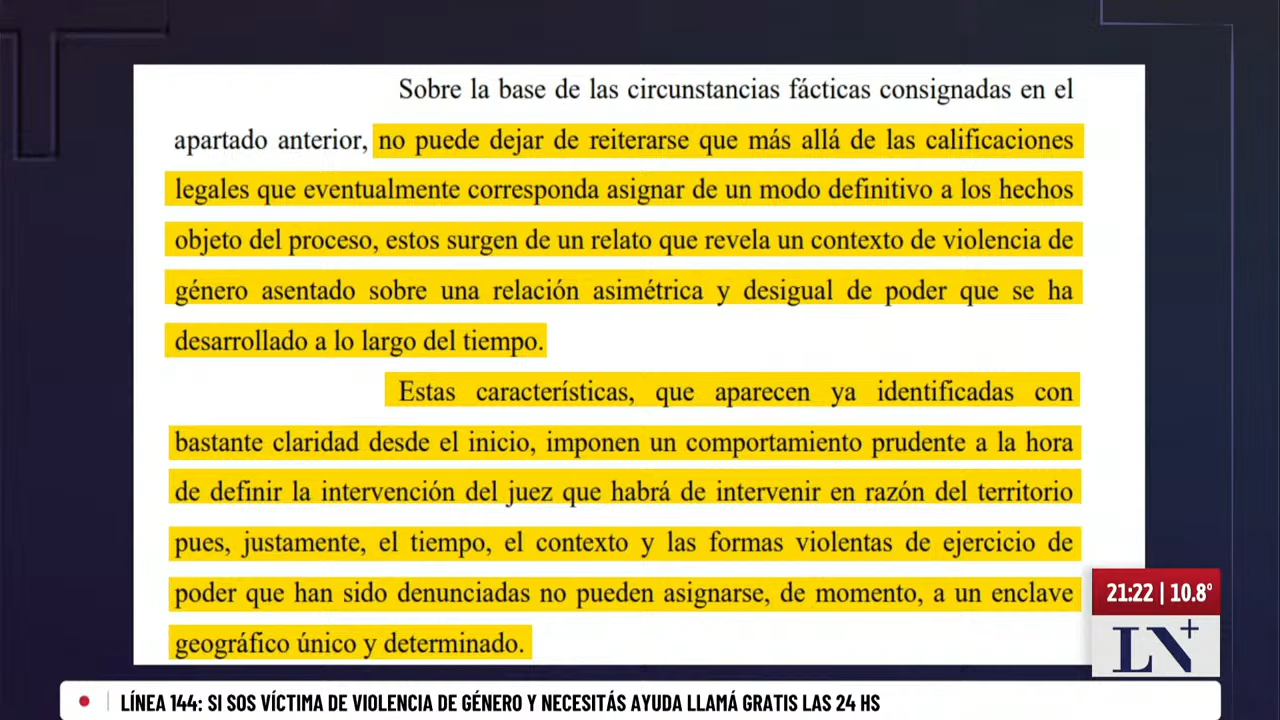 Sobre la base de las circunstancias fácticas consignadas en el
apartado anterior, no puede dejar de reiterarse que más allá de las calificaciones
legales que eventualmente corresponda asignar de un modo definitivo a los hechos
objeto del proceso, estos surgen de un relato que revela un contexto de violencia de
género asentado sobre una relación asimétrica y desigual de poder que se ha
desarrollado a lo largo del tiempo.
Estas características, que aparecen ya identificadas con
bastante claridad desde el inicio, imponen un comportamiento prudente a la hora
de definir la intervención del juez que habrá de intervenir en razón del territorio
pues, justamente, el tiempo, el contexto y las formas violentas de ejercicio de
poder que han sido denunciadas no pueden asignarse, de momento, a un enclave
geográfico único y determinado.
21:22 | 10.8°
LN+
LÍNEA 144: SI SOS VÍCTIMA DE VIOLENCIA DE GÉNERO Y NECESITÁS AYUDA LLAMÁ GRATIS LAS 24 HS